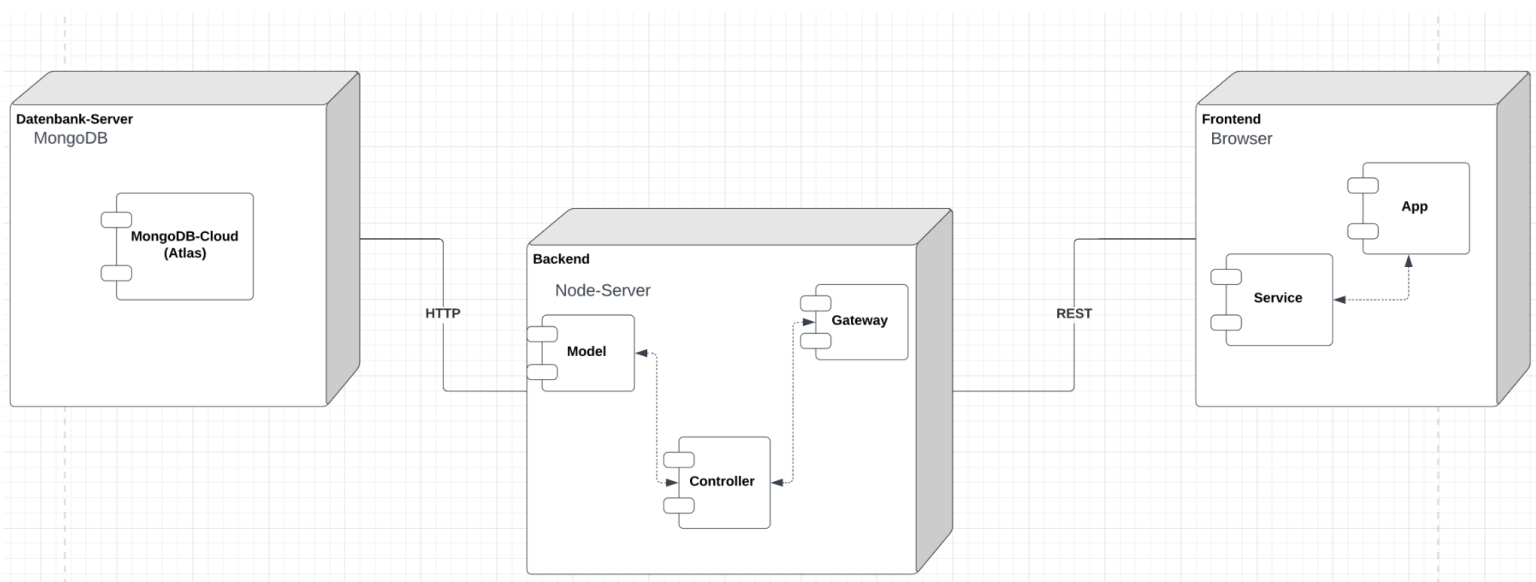 Datenbank-Server
MongoDB
MongoDB-Cloud
(Atlas)
HTTP
Backend
Node-Server
Model
Gateway
Controller
REST
Frontend
Browser
App
Service